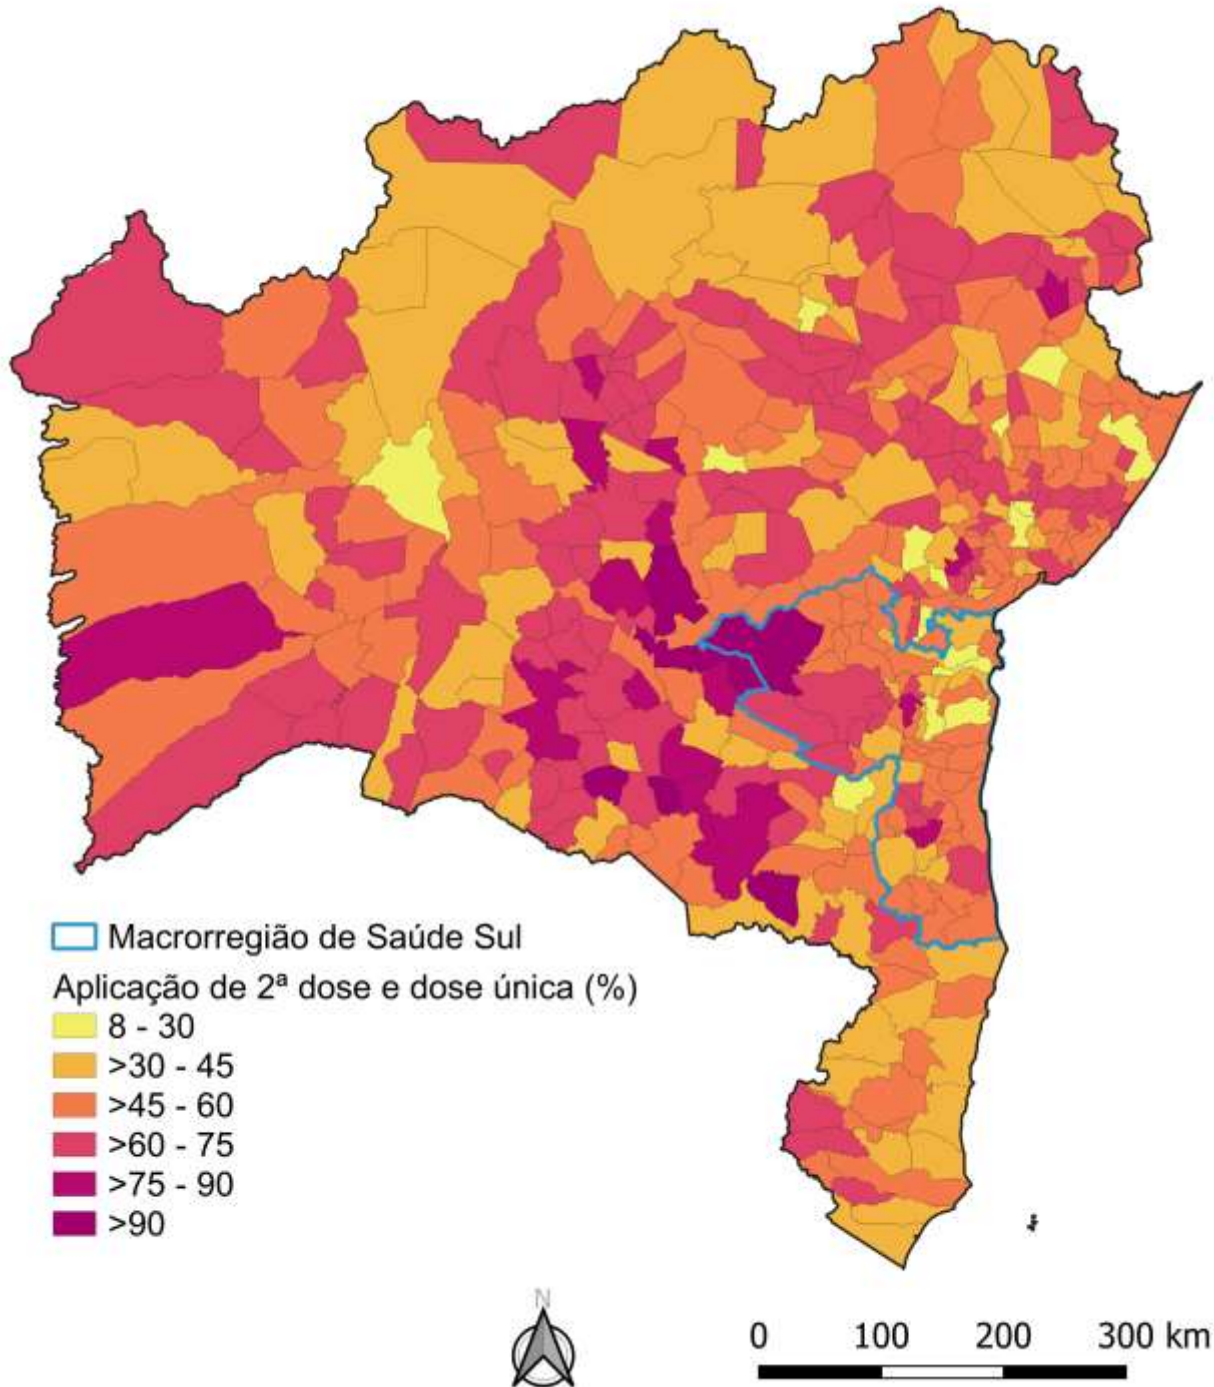 Macrorregião de Saúde Sul
Aplicação de 2ª dose e dose única (%)
8 - 30
>30 - 45
>45 - 60
>60 - 75
>75 - 90
>90
N
0 100 200 300 km